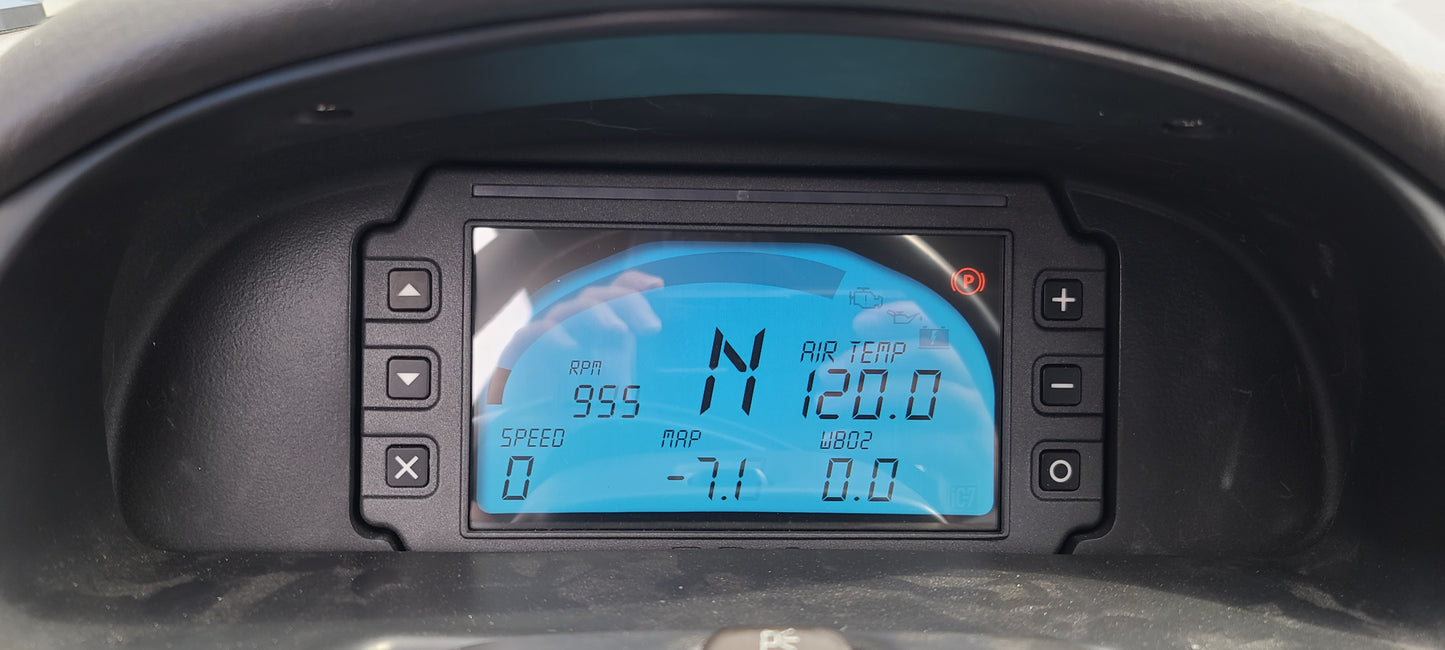 P
RPM
955
N
AIR TEMP
120.0
SPEED
0
MAP
-7.1
WBO2
0.0
iC7